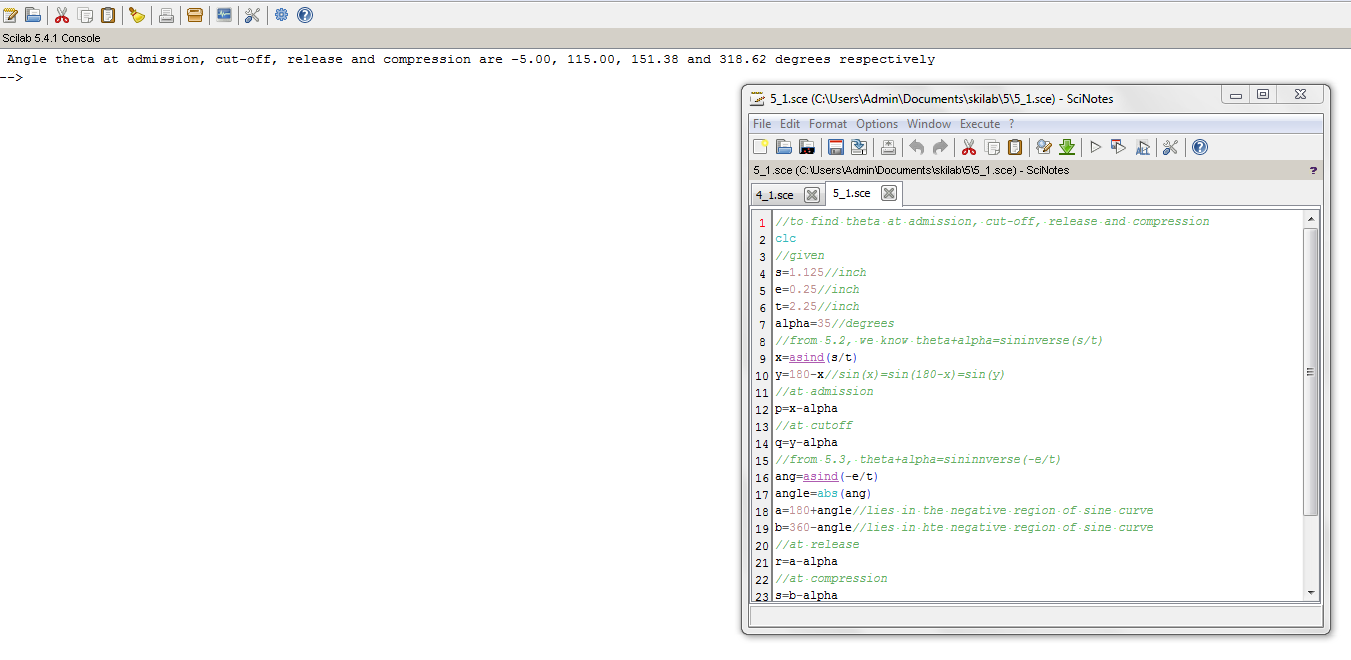 Scilab 5.4.1 Console
Angle theta at admission, cut-off, release and compression are -5.00, 115.00, 151.38 and 318.62 degrees respectively
-->
5_1.sce (C:\Users\Admin\Documents\skilab\5\5_1.sce) - SciNotes
File Edit Format Options Window Execute ?
5_1.sce (C:\Users\Admin\Documents\skilab\5\5_1.sce) - SciNotes ?
4_1.sce 5_1.sce
1 //to find theta at admission, cut-off, release and compression
2 clc
3 //given
4 s=1.125//inch
5 e=0.25//inch
6 t=2.25//inch
7 alpha=35//degrees
8 //from 5.2, we know theta+alpha=sininverse(s/t)
9 x=asind(s/t)
10 y=180-x//sin(x)=sin(180-x)=sin(y)
11 //at admission
12 p=x-alpha
13 //at cutoff
14 q=y-alpha
15 //from 5.3, theta+alpha=sininnverse(-e/t)
16 ang=asind(-e/t)
17 angle=abs(ang)
18 a=180+angle//lies in the negative region of sine curve
19 b=360-angle//lies in hte negative region of sine curve
20 //at release
21 r=a-alpha
22 //at compression
23 s=b-alpha